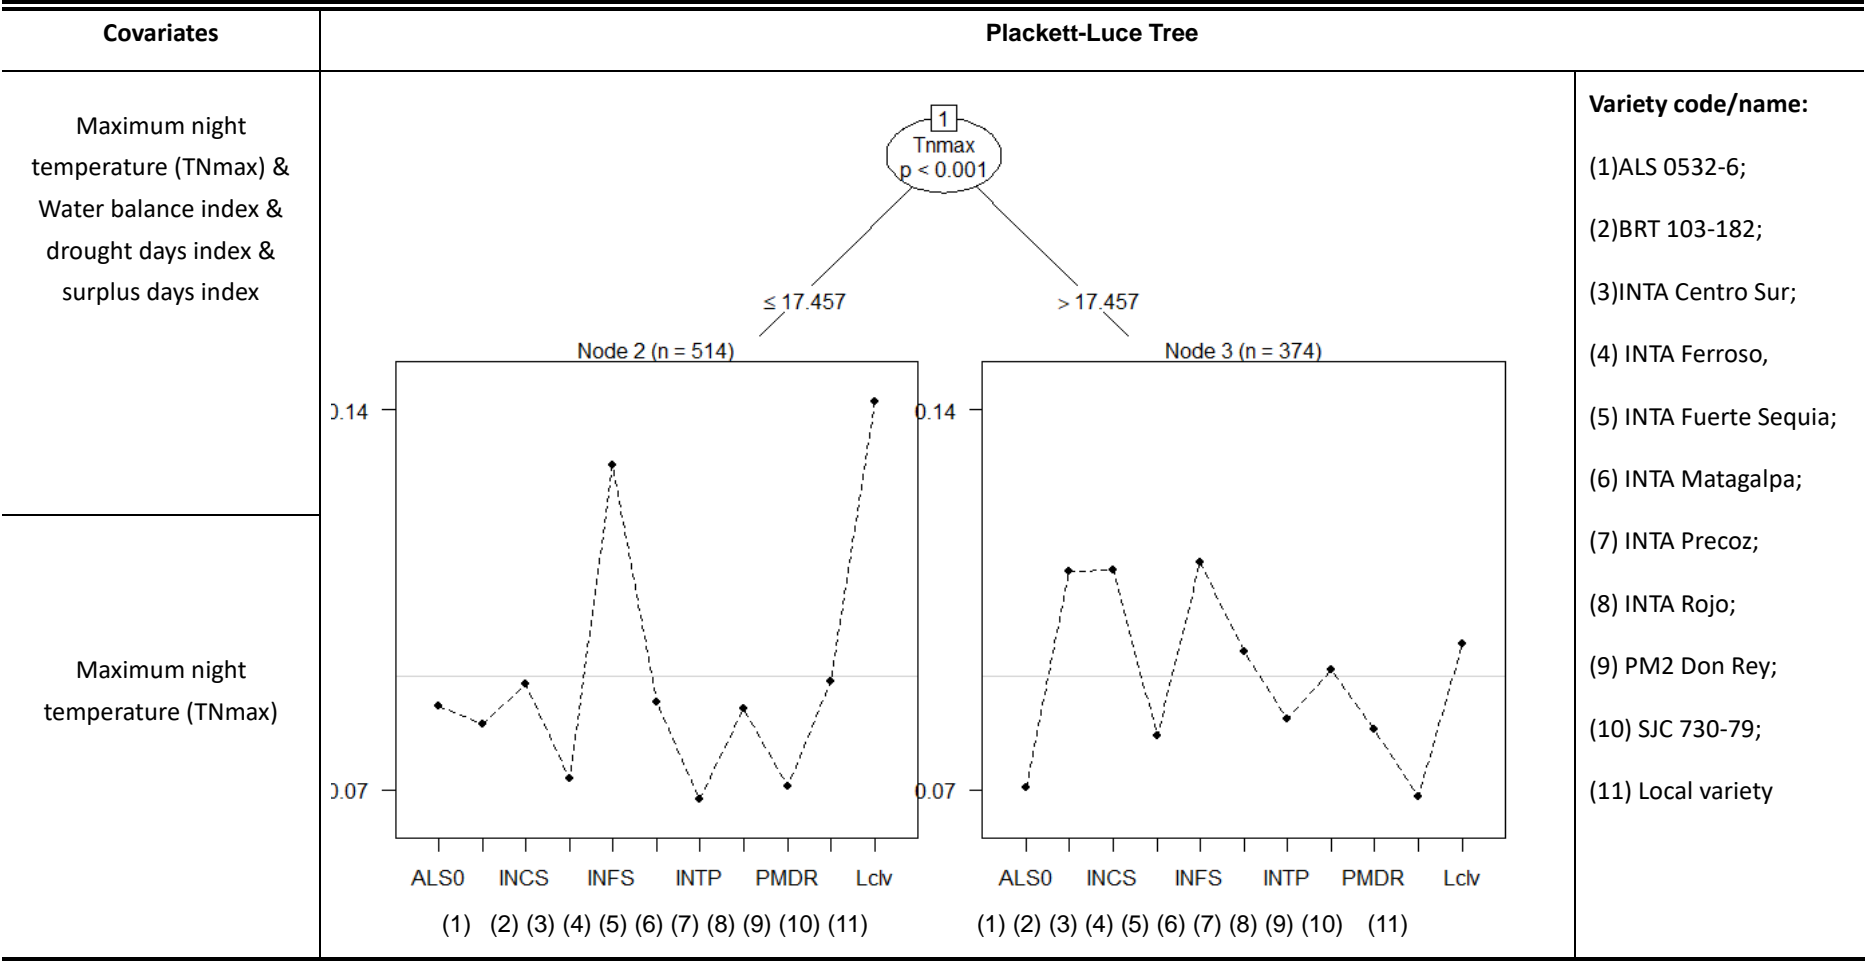 Covariates
Plackett-Luce Tree
Maximum night
temperature (TNmax) &
Water balance index &
drought days index &
surplus days index
Maximum night
temperature (TNmax)
1
Tnmax
p < 0.001
≤ 17.457
> 17.457
Node 2 (n = 514)
0.14
0.07
ALS0 INCS INFS INTP PMDR Lclv
(1) (2) (3) (4) (5) (6) (7) (8) (9) (10) (11)
Node 3 (n = 374)
0.14
0.07
ALS0 INCS INFS INTP PMDR Lclv
(1) (2) (3) (4) (5) (6) (7) (8) (9) (10) (11)
Variety code/name:
(1)ALS 0532-6;
(2)BRT 103-182;
(3)INTA Centro Sur;
(4) INTA Ferroso,
(5) INTA Fuerte Sequia;
(6) INTA Matagalpa;
(7) INTA Precoz;
(8) INTA Rojo;
(9) PM2 Don Rey;
(10) SJC 730-79;
(11) Local variety